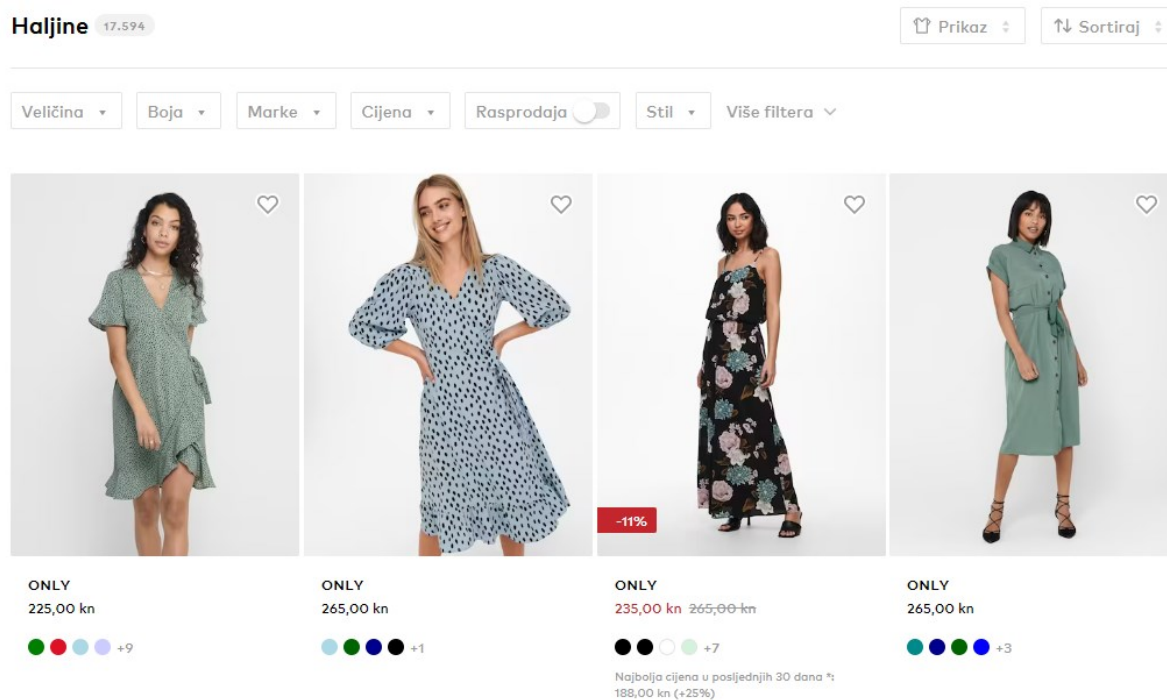 Haljine 17.594
Prikaz
Sortiraj
Veličina
Boja
Marke
Cijena
Rasprodaja
Stil
Više filtera
ONLY
225,00 kn
+9
ONLY
265,00 kn
+1
-11%
ONLY
235,00 kn 265,00 kn
+7
Najbolja cijena u posljednjih 30 dana *:
188,00 kn (+25%)
ONLY
265,00 kn
+3